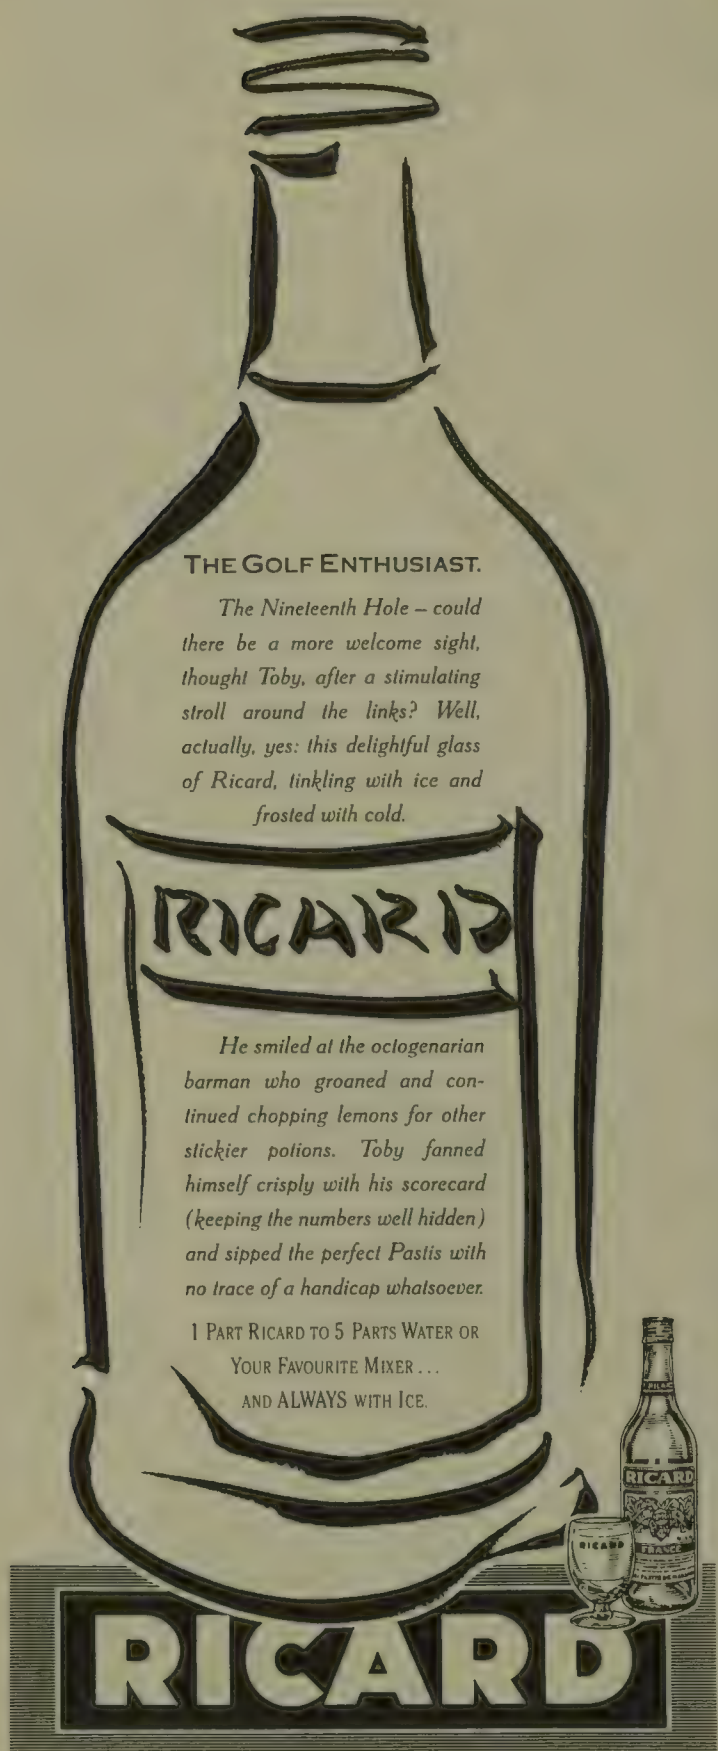 THE GOLF ENTHUSIAST.
The Nineteenth Hole – could
there be a more welcome sight,
thought Toby, after a stimulating
stroll around the links? Well,
actually, yes: this delightful glass
of Ricard, tinkling with ice and
frosted with cold.
RICARD
He smiled at the octogenarian
barman who groaned and con-
tinued chopping lemons for other
stickier potions. Toby fanned
himself crisply with his scorecard
(keeping the numbers well hidden)
and sipped the perfect Pastis with
no trace of a handicap whatsoever.
1 PART RICARD TO 5 PARTS WATER OR
YOUR FAVOURITE MIXER...
AND ALWAYS WITH ICE.
RICARD
FRANCE
RICARD
RICARD